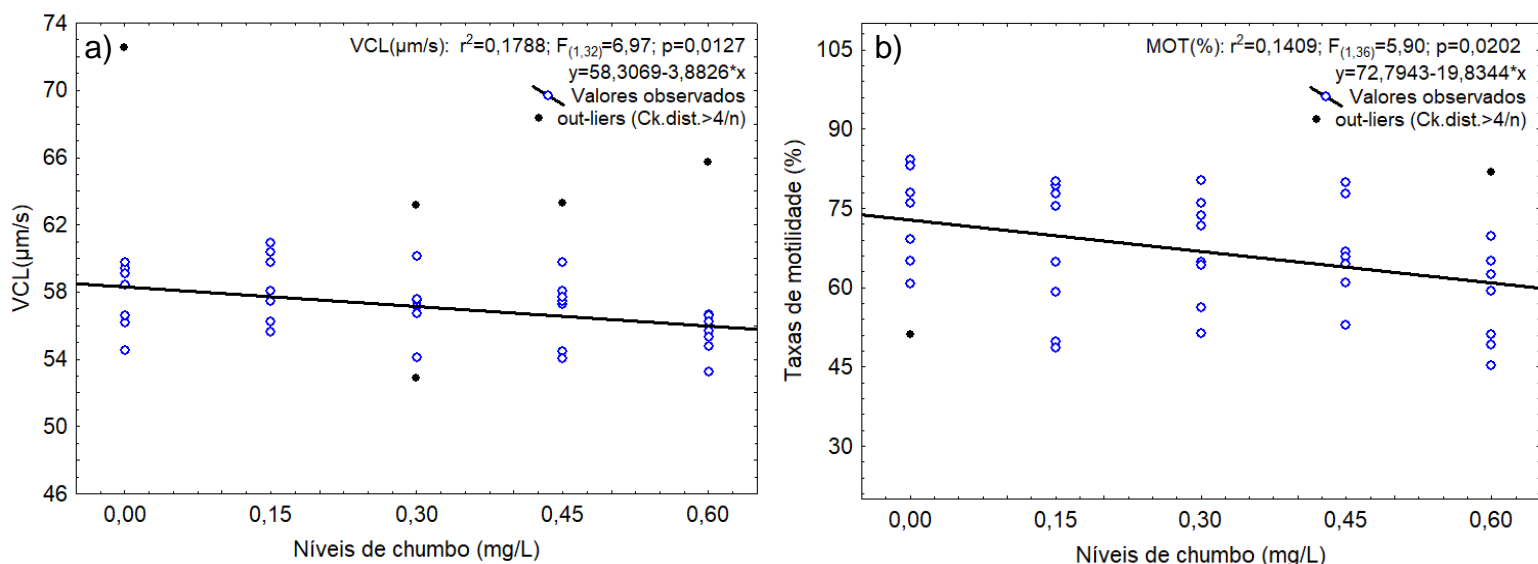 a)
VCL(µm/s): r²=0,1788; F(1,32)=6,97; p=0,0127
y=58,3069-3,8826*x
Valores observados
out-liers (Ck.dist.>4/n)
74
70
66
62
58
54
50
46
VCL(µm/s)
0,00 0,15 0,30 0,45 0,60
Níveis de chumbo (mg/L)
b)
MOT(%): r²=0,1409; F(1,36)=5,90; p=0,0202
y=72,7943-19,8344*x
Valores observados
out-liers (Ck.dist.>4/n)
105
90
75
60
45
30
Taxas de motilidade (%)
0,00 0,15 0,30 0,45 0,60
Níveis de chumbo (mg/L)